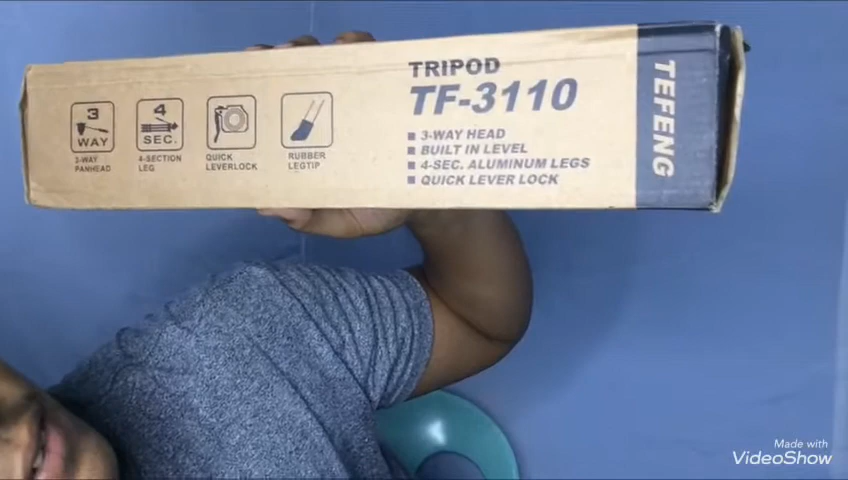 TRIPOD
TF-3110
3-WAY HEAD
BUILT IN LEVEL
4-SEC. ALUMINUM LEGS
QUICK LEVER LOCK
TEFENG
3
WAY
3-WAY
PANHEAD
4
SEC.
4-SECTION
LEG
QUICK
LEVERLOCK
RUBBER
LEGTIP
Made with
VideoShow